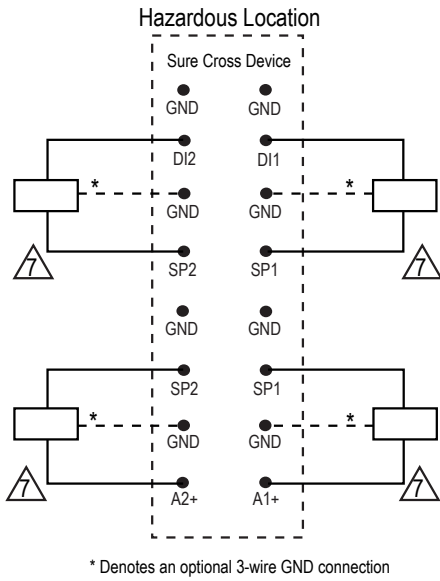 Hazardous Location
Sure Cross Device
GND GND
DI2 DI1
* *
GND GND
7 SP2 SP1 7
GND GND
SP2 SP1
* *
GND GND
7 A2+ A1+ 7
* Denotes an optional 3-wire GND connection